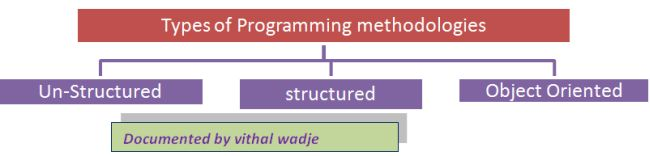 Types of Programming methodologies
Un-Structured
structured
Object Oriented
Documented by vithal wadje